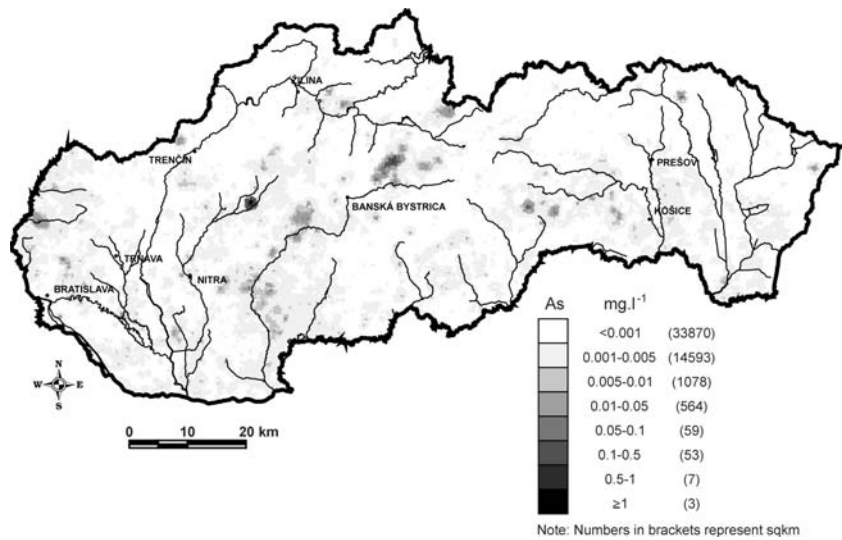 ŽILINA
TRENČÍN
PREŠOV
BANSKÁ BYSTRICA
KOŠICE
TRNAVA
NITRA
BRATISLAVA
N
W E
S
0 10 20 km
As mg.l⁻¹
<0.001 (33870)
0.001-0.005 (14593)
0.005-0.01 (1078)
0.01-0.05 (564)
0.05-0.1 (59)
0.1-0.5 (53)
0.5-1 (7)
≥1 (3)
Note: Numbers in brackets represent sqkm